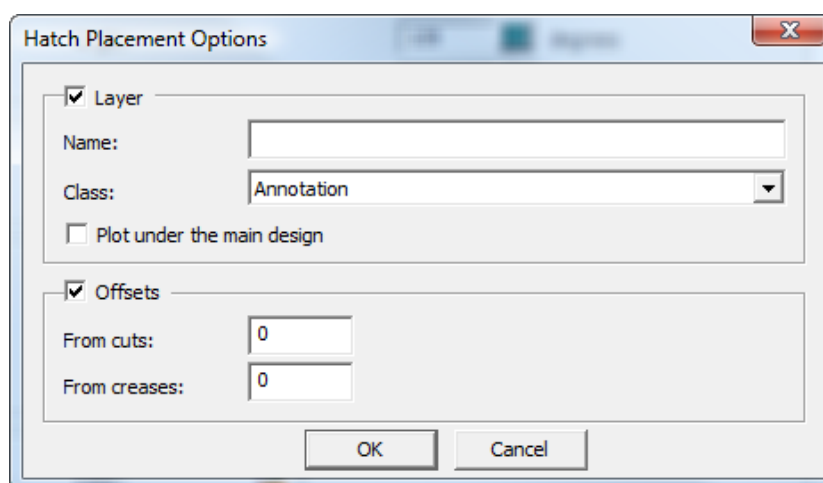 Hatch Placement Options
Layer
Name:
Class: Annotation
Plot under the main design
Offsets
From cuts: 0
From creases: 0
OK Cancel